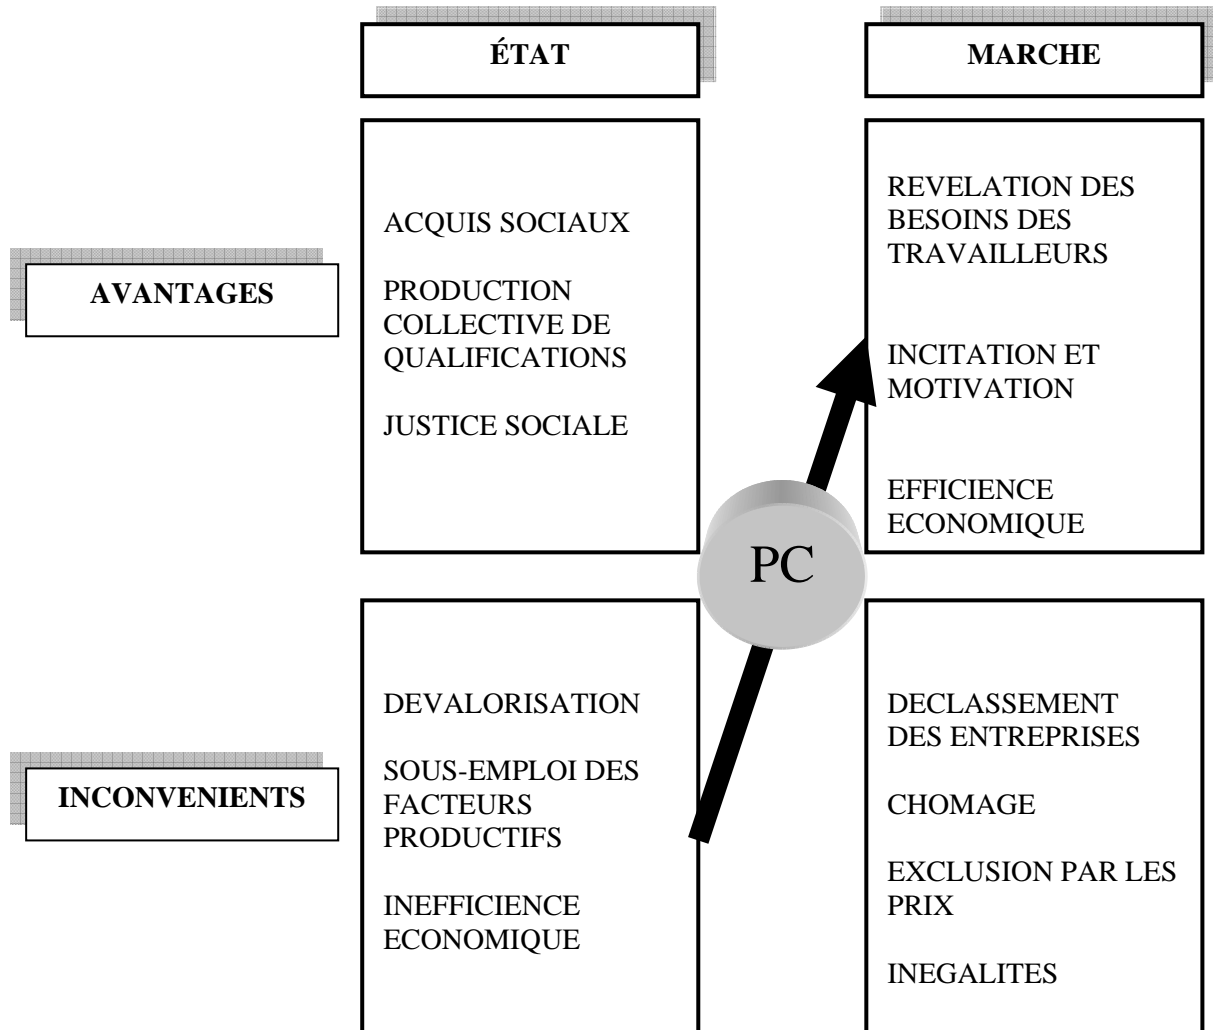 ÉTAT
MARCHE
AVANTAGES
ACQUIS SOCIAUX
PRODUCTION
COLLECTIVE DE
QUALIFICATIONS
JUSTICE SOCIALE
REVELATION DES
BESOINS DES
TRAVAILLEURS
INCITATION ET
MOTIVATION
EFFICIENCE
ECONOMIQUE
PC
INCONVENIENTS
DEVALORISATION
SOUS-EMPLOI DES
FACTEURS
PRODUCTIFS
INEFFICIENCE
ECONOMIQUE
DECLASSEMENT
DES ENTREPRISES
CHOMAGE
EXCLUSION PAR LES
PRIX
INEGALITES